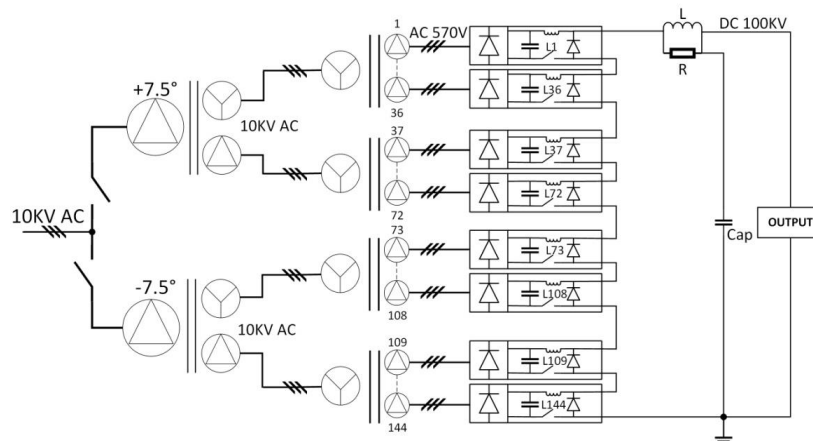 1
AC 570V
L
DC 100KV
L1
R
+7.5°
L36
36
10KV AC
37
L37
L72
72
10KV AC
73
Cap
OUTPUT
L73
-7.5°
L108
10KV AC
108
109
L109
L144
144